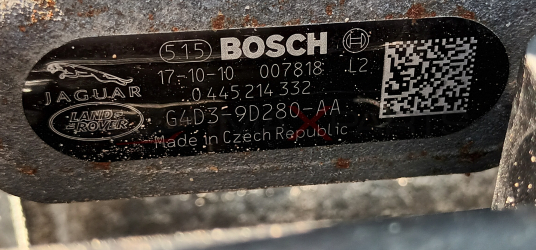 515 BOSCH
17-10-10 007818 L2
JAGUAR 0 445 214 332
LAND-ROVER G4D3-9D280-AA
Made in Czech Republic